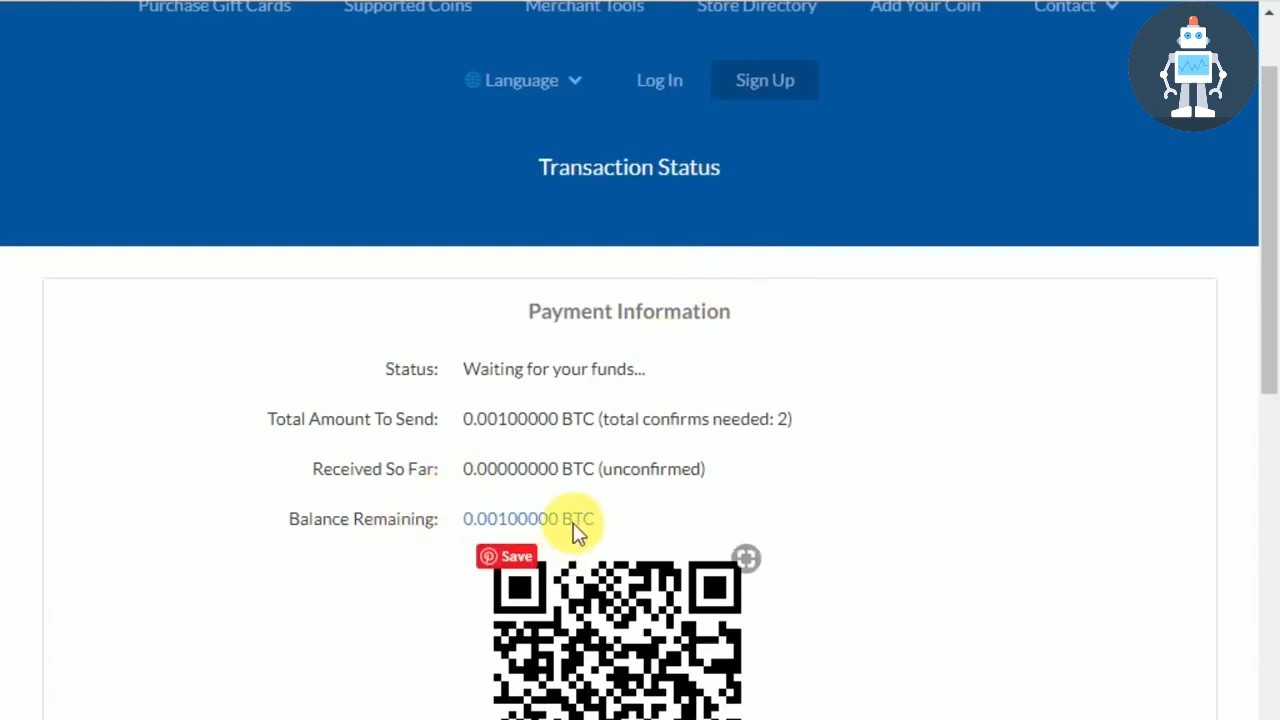 Purchase Gift Cards Supported Coins Merchant Tools Store Directory Add Your Coin Contact
Language Log In Sign Up
Transaction Status
Payment Information
Status: Waiting for your funds...
Total Amount To Send: 0.00100000 BTC (total confirms needed: 2)
Received So Far: 0.00000000 BTC (unconfirmed)
Balance Remaining: 0.00100000 BTC
Save